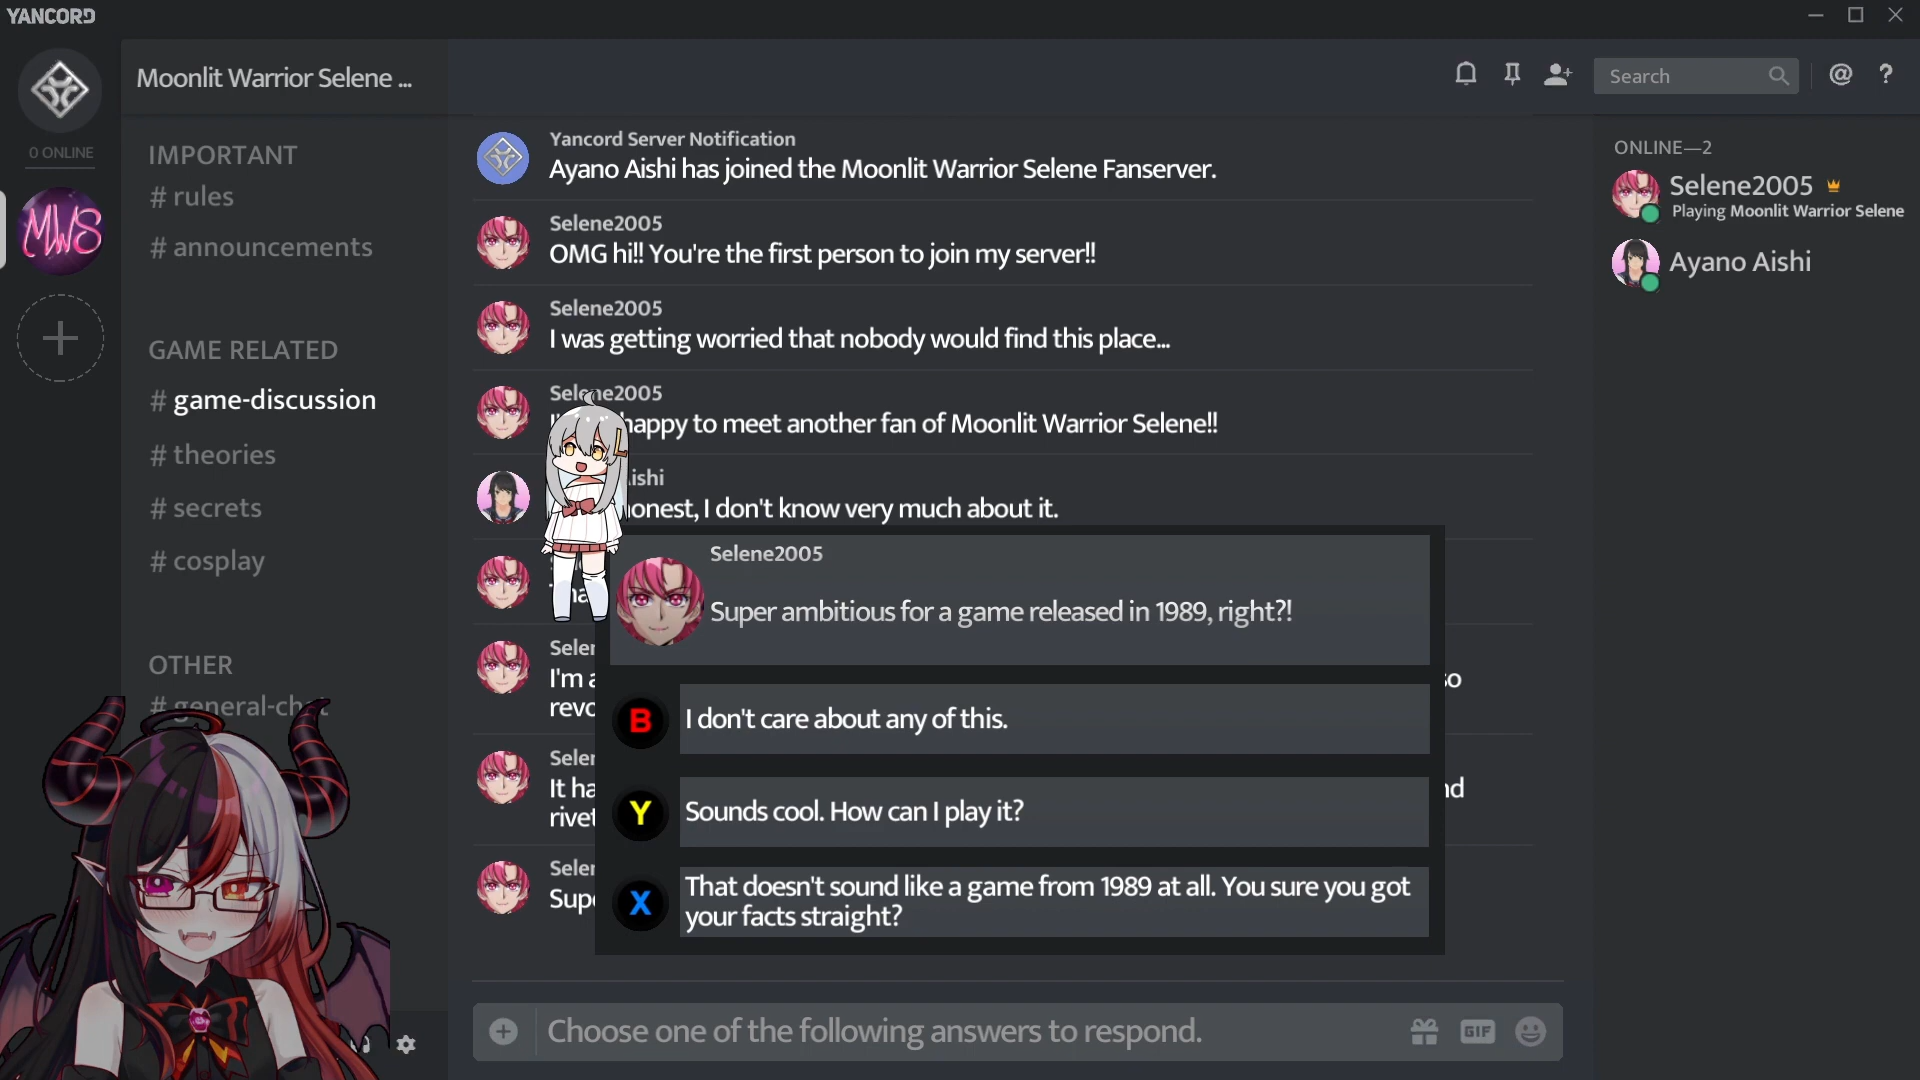 YANCORD
0 ONLINE
MWS
Moonlit Warrior Selene ...
IMPORTANT
# rules
# announcements
GAME RELATED
# game-discussion
# theories
# secrets
# cosplay
OTHER
# general-ch
Yancord Server Notification
Ayano Aishi has joined the Moonlit Warrior Selene Fanserver.
Selene2005
OMG hi!! You're the first person to join my server!!
Selene2005
I was getting worried that nobody would find this place...
Selene2005
happy to meet another fan of Moonlit Warrior Selene!!
Aishi
honest, I don't know very much about it.
Selene2005
Super ambitious for a game released in 1989, right?!
B
I don't care about any of this.
Y
Sounds cool. How can I play it?
X
That doesn't sound like a game from 1989 at all. You sure you got
your facts straight?
Choose one of the following answers to respond.
GIF
Search
@ ?
ONLINE—2
Selene2005
Playing Moonlit Warrior Selene
Ayano Aishi